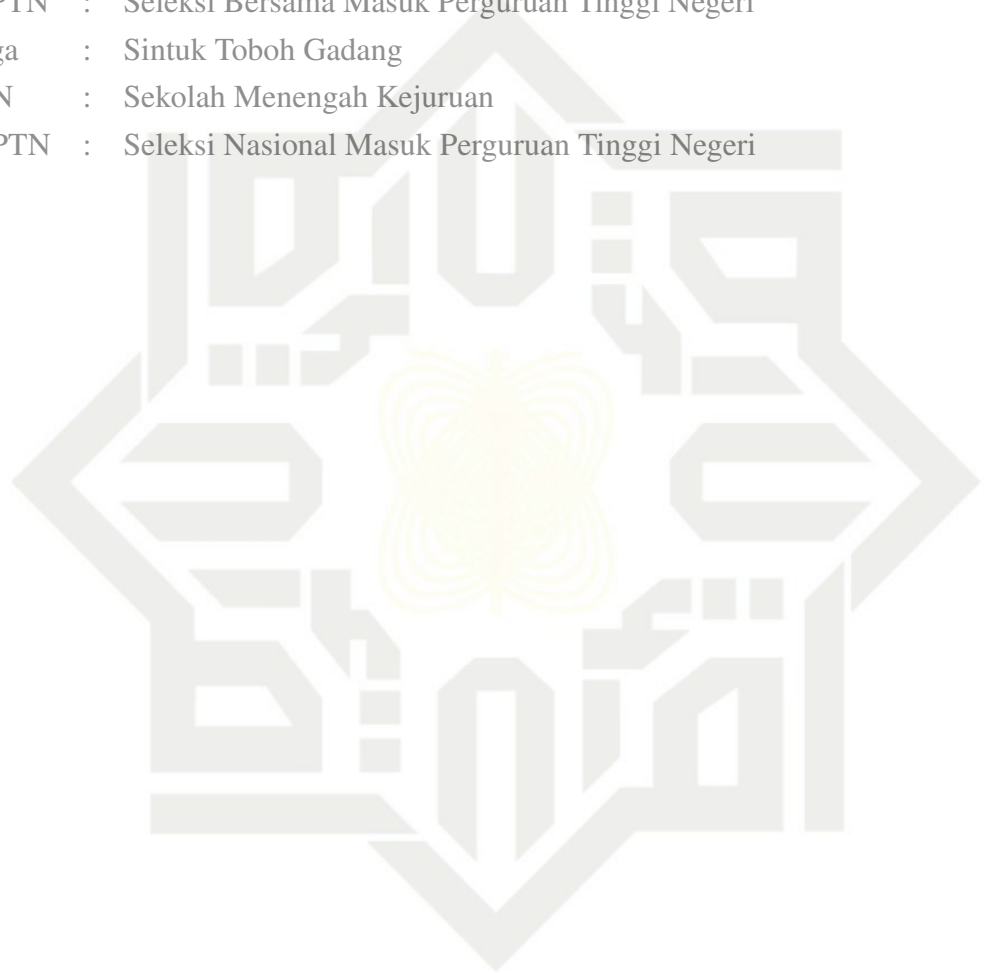 PTN : Seleksi Bersama Masuk Perguruan Tinggi Negeri
ga : Sintuk Toboh Gadang
N : Sekolah Menengah Kejuruan
PTN : Seleksi Nasional Masuk Perguruan Tinggi Negeri